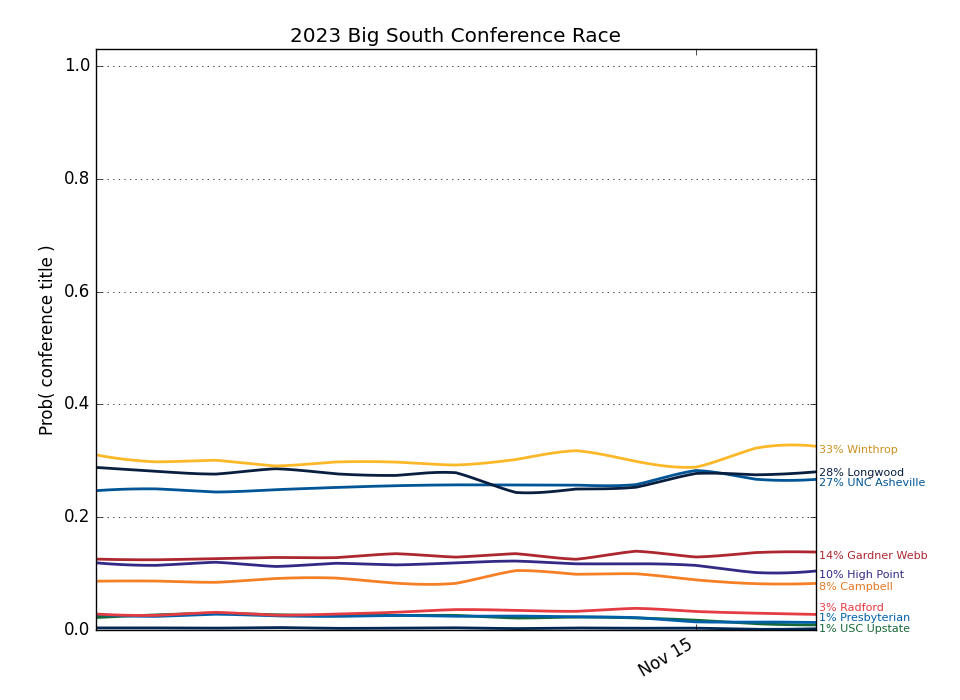 2023 Big South Conference Race
1.0
0.8
0.6
0.4
0.2
0.0
Prob( conference title )
33% Winthrop
28% Longwood
27% UNC Asheville
14% Gardner Webb
10% High Point
8% Campbell
3% Radford
1% Presbyterian
1% USC Upstate
Nov 15